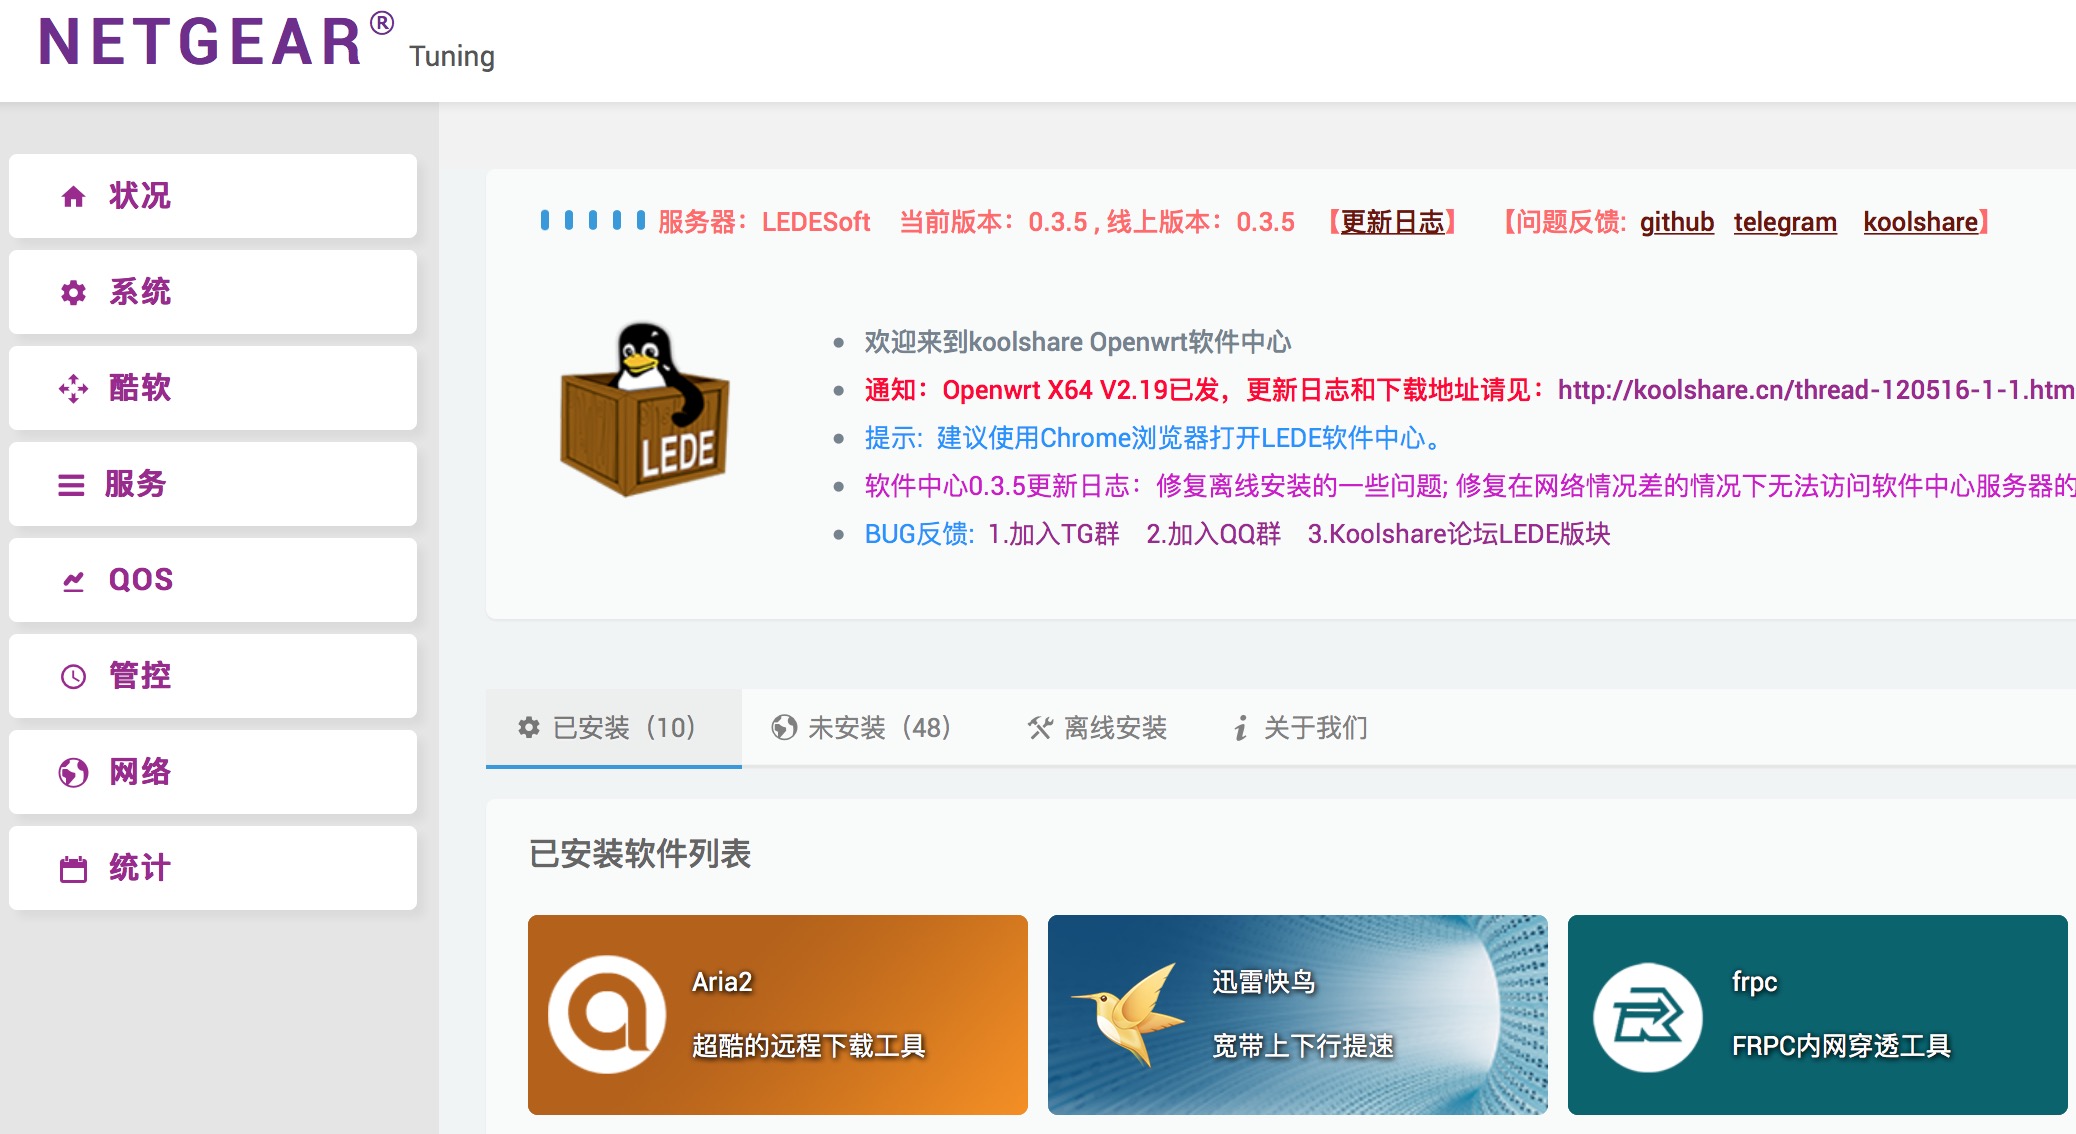 NETGEAR® Tuning
状况
系统
酷软
服务
QOS
管控
网络
统计
服务器：LEDESoft 当前版本：0.3.5 , 线上版本：0.3.5 【更新日志】 【问题反馈: github telegram koolshare】
LEDE
欢迎来到koolshare Openwrt软件中心
通知：Openwrt X64 V2.19已发，更新日志和下载地址请见：http://koolshare.cn/thread-120516-1-1.htm
提示: 建议使用Chrome浏览器打开LEDE软件中心。
软件中心0.3.5更新日志：修复离线安装的一些问题; 修复在网络情况差的情况下无法访问软件中心服务器的
BUG反馈: 1.加入TG群 2.加入QQ群 3.Koolshare论坛LEDE版块
已安装（10） 未安装（48） 离线安装 关于我们
已安装软件列表
Aria2
超酷的远程下载工具
迅雷快鸟
宽带上下行提速
frpc
FRPC内网穿透工具